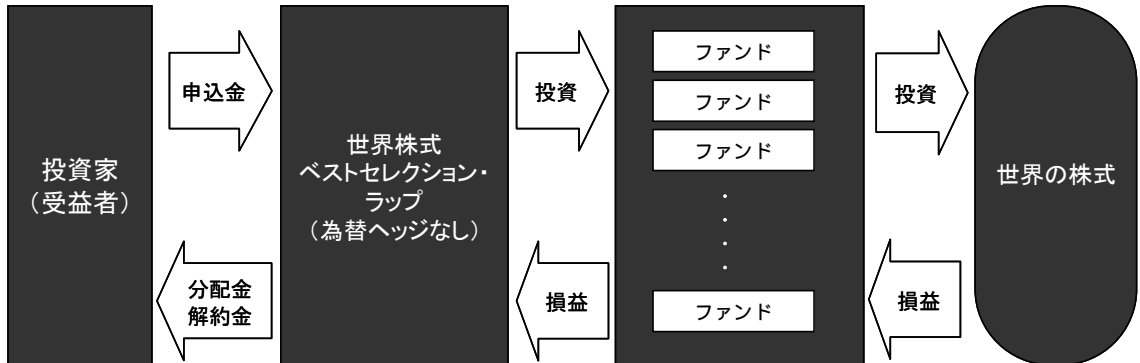 投資家
（受益者）
申込金
分配金
解約金
世界株式
ベストセレクション・
ラップ
（為替ヘッジなし）
投資
損益
ファンド
ファンド
ファンド
・
・
・
・
ファンド
投資
損益
世界の株式